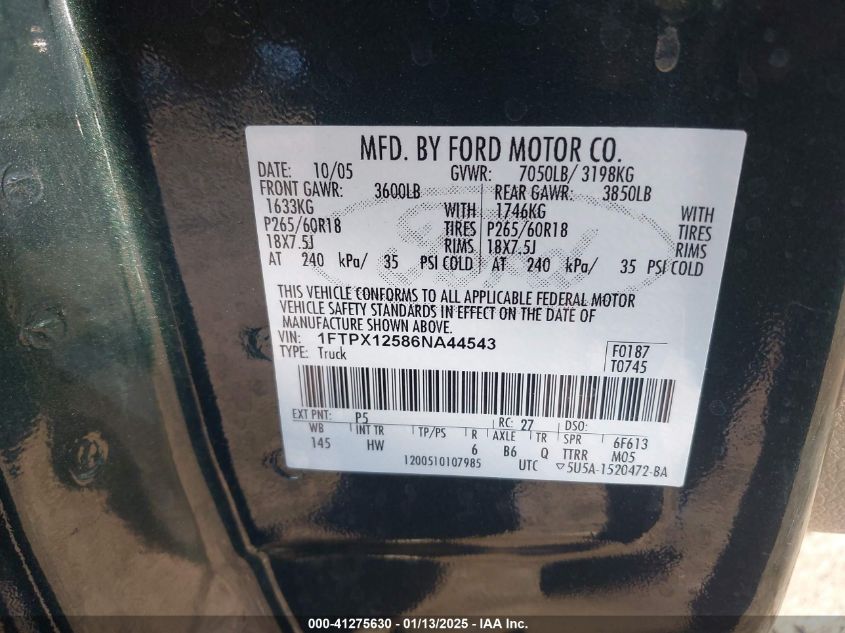 MFD. BY FORD MOTOR CO.
DATE: 10/05 GVWR: 7050LB/ 3198KG
FRONT GAWR: 3600LB REAR GAWR: 3850LB
1633KG WITH 1746KG WITH
P265/60R18 TIRES P265/60R18 TIRES
18X7.5J RIMS 18X7.5J RIMS
AT 240 kPa/ 35 PSI COLD AT 240 kPa/ 35 PSI COLD
THIS VEHICLE CONFORMS TO ALL APPLICABLE FEDERAL MOTOR
VEHICLE SAFETY STANDARDS IN EFFECT ON THE DATE OF
MANUFACTURE SHOWN ABOVE.
VIN: 1FTPX12586NA44543
TYPE: Truck
F0187
T0745
EXT PNT: P5 RC: 27 DSO:
WB INT TR TP/PS R AXLE TR SPR 6F613
145 HW 6 B6 Q TTRR M05
1200510107985 UTC ▽5U5A-1520472-BA
000-41275630 - 01/13/2025 - IAA Inc.